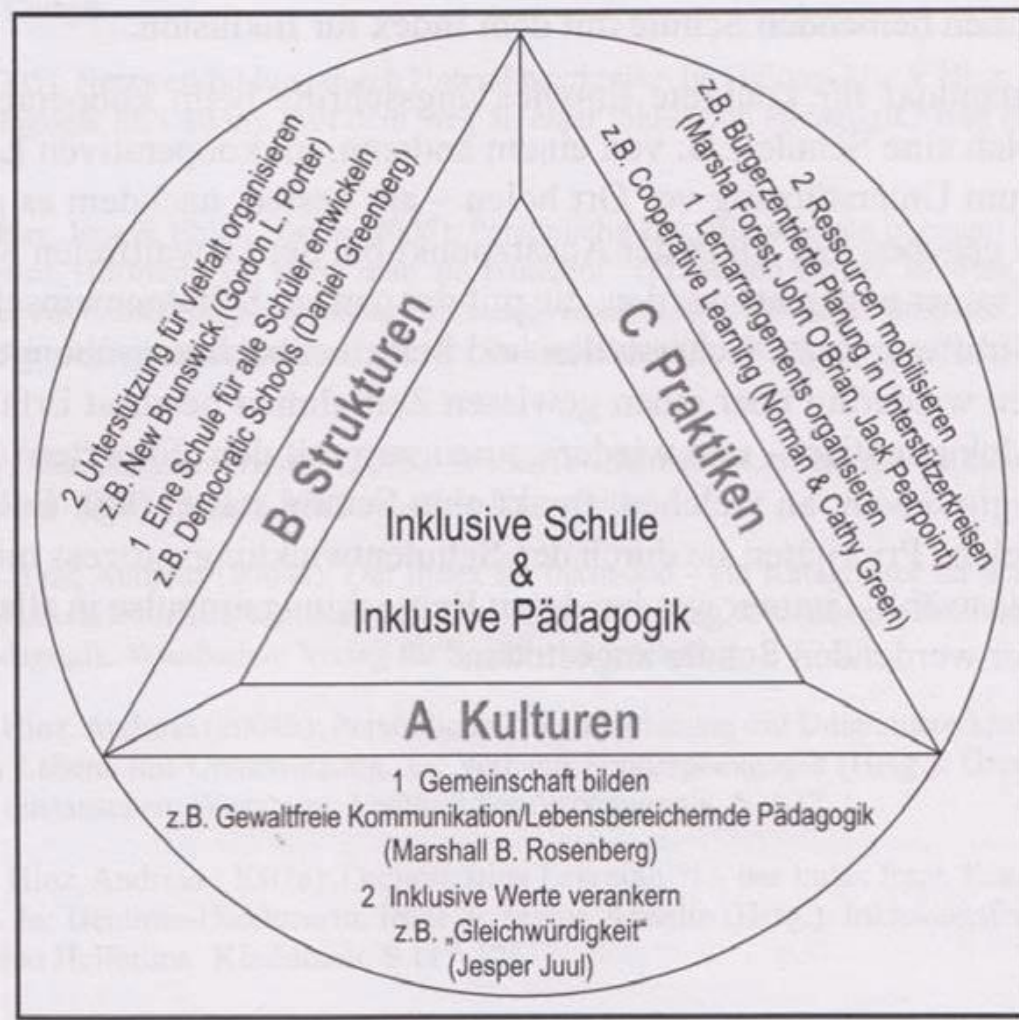 2 Unterstützung für Vielfalt organisieren
z.B. New Brunswick (Gordon L. Porter)
1 Eine Schule für alle Schüler entwickeln
z.B. Democratic Schools (Daniel Greenberg)
B Strukturen
2 Ressourcen mobilisieren
z.B. Bürgerzentrierte Planung in Unterstützerkreisen
(Marsha Forest, John O'Brian, Jack Pearpoint)
1 Lernarrangements organisieren
z.B. Cooperative Learning (Norman & Cathy Green)
C Praktiken
Inklusive Schule
&
Inklusive Pädagogik
A Kulturen
1 Gemeinschaft bilden
z.B. Gewaltfreie Kommunikation/Lebensbereichernde Pädagogik
(Marshall B. Rosenberg)
2 Inklusive Werte verankern
z.B. „Gleichwürdigkeit“
(Jesper Juul)